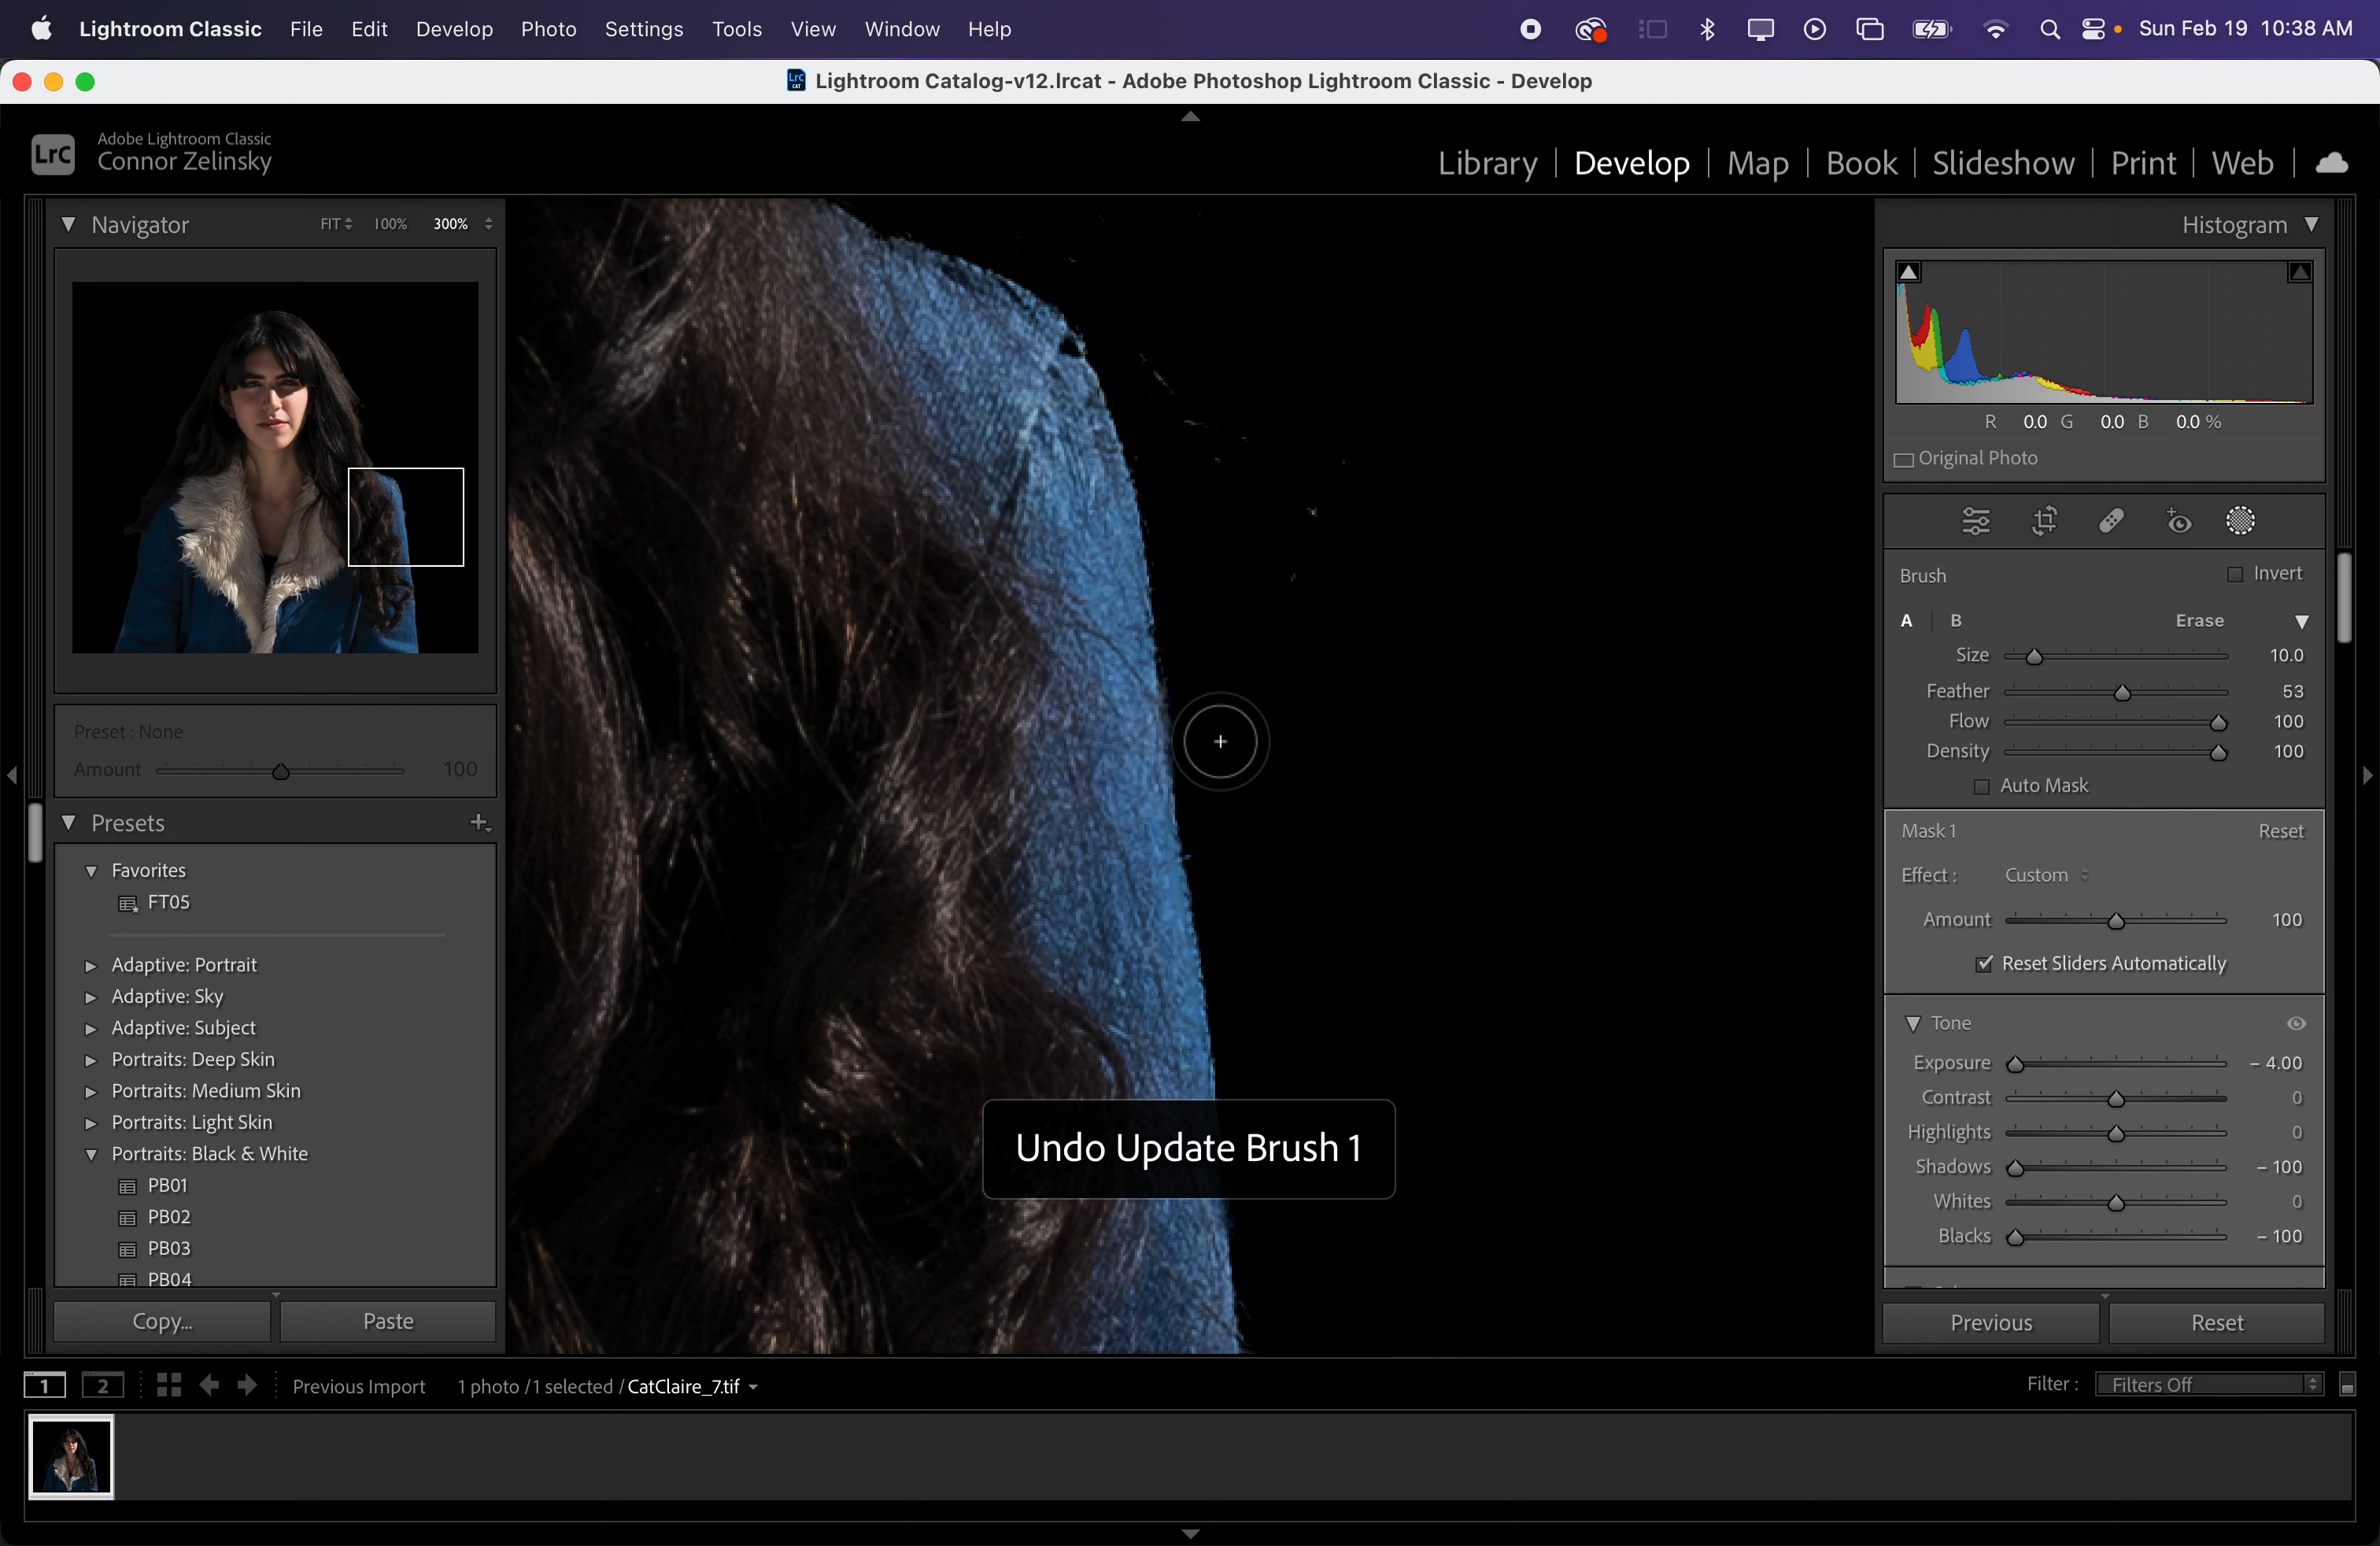 Lightroom Classic File Edit Develop Photo Settings Tools View Window Help Sun Feb 19 10:38 AM
Lightroom Catalog-v12.lrcat - Adobe Photoshop Lightroom Classic - Develop
LrC Adobe Lightroom Classic
Connor Zelinsky
Library | Develop | Map | Book | Slideshow | Print | Web
Navigator FIT 100% 300%
Preset : None
Amount 100
Presets
Favorites
FT05
Adaptive: Portrait
Adaptive: Sky
Adaptive: Subject
Portraits: Deep Skin
Portraits: Medium Skin
Portraits: Light Skin
Portraits: Black & White
PB01
PB02
PB03
PB04
Copy... Paste
Undo Update Brush 1
Histogram
R 0.0 G 0.0 B 0.0 %
Original Photo
Brush Invert
A B Erase
Size 10.0
Feather 53
Flow 100
Density 100
Auto Mask
Mask 1 Reset
Effect : Custom
Amount 100
Reset Sliders Automatically
Tone
Exposure – 4.00
Contrast 0
Highlights 0
Shadows – 100
Whites 0
Blacks – 100
Previous Reset
1 2 Previous Import 1 photo / 1 selected / CatClaire_7.tif Filter : Filters Off